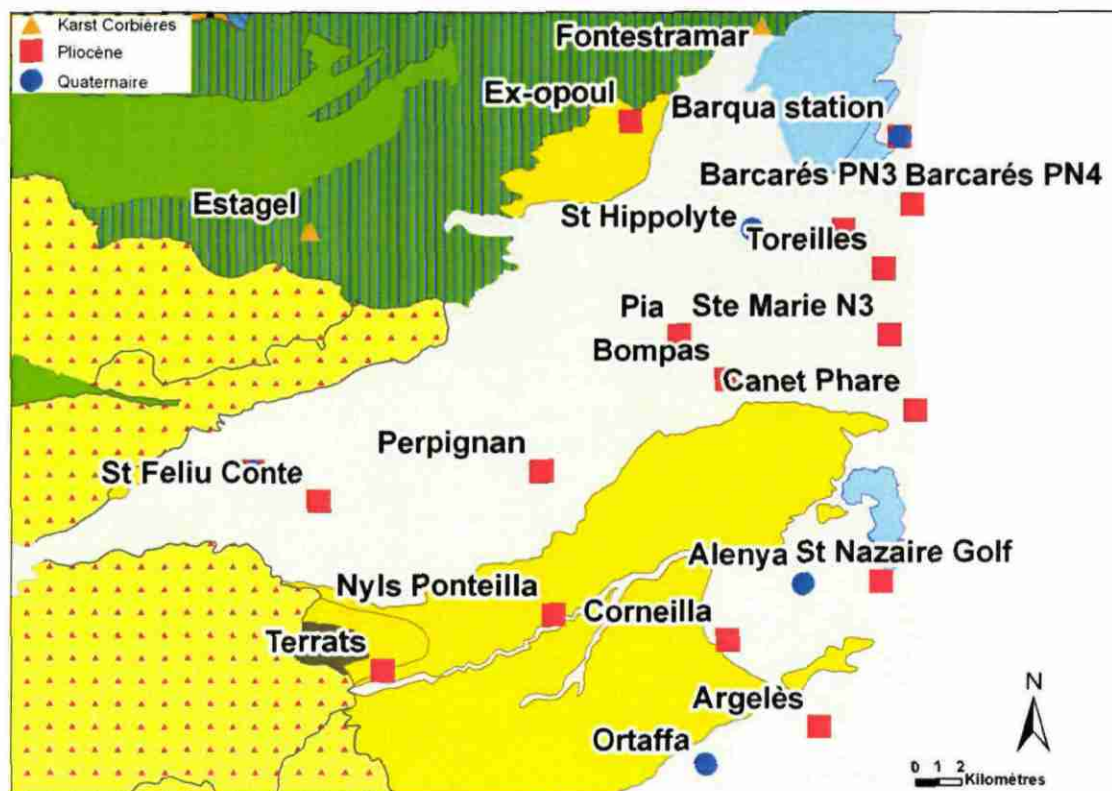 Karst Corbières
Pliocène
Quaternaire
Fontestramar
Ex-opoul
Barqua station
Barcarés PN3 Barcarés PN4
Estagel
St Hippolyte
Toreilles
Pia
Ste Marie N3
Bompas
Canet Phare
Perpignan
St Feliu Conte
Alenya
St Nazaire Golf
Nyls Ponteilla
Corneilla
Terrats
Argelès
Ortaffa
N
0 1 2
Kilométres